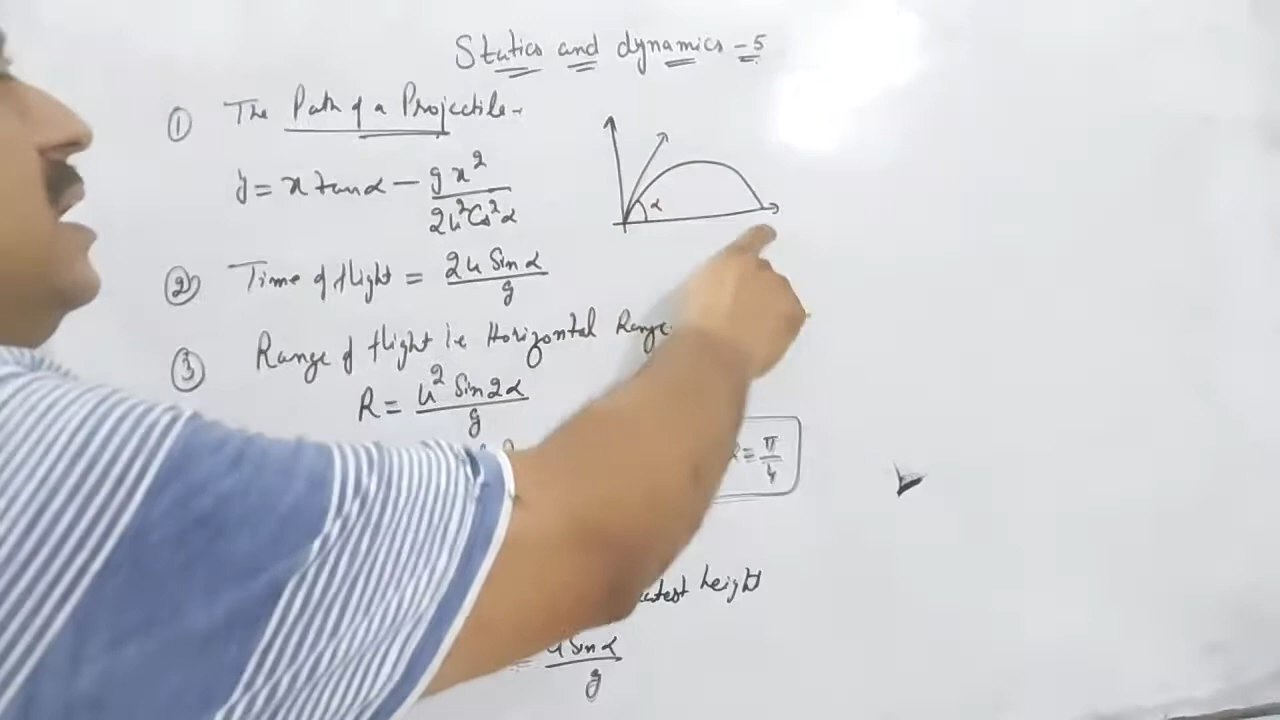 Statics and dynamics - 5
① The Path of a Projectile -
y = x tanα - gx² / 2u²Cos²α
α
② Time of flight = 2u Sinα / g
③ Range of flight i.e Horizontal Range.
R = u² Sin2α / g
= π / 4
height
= u Sinα / g